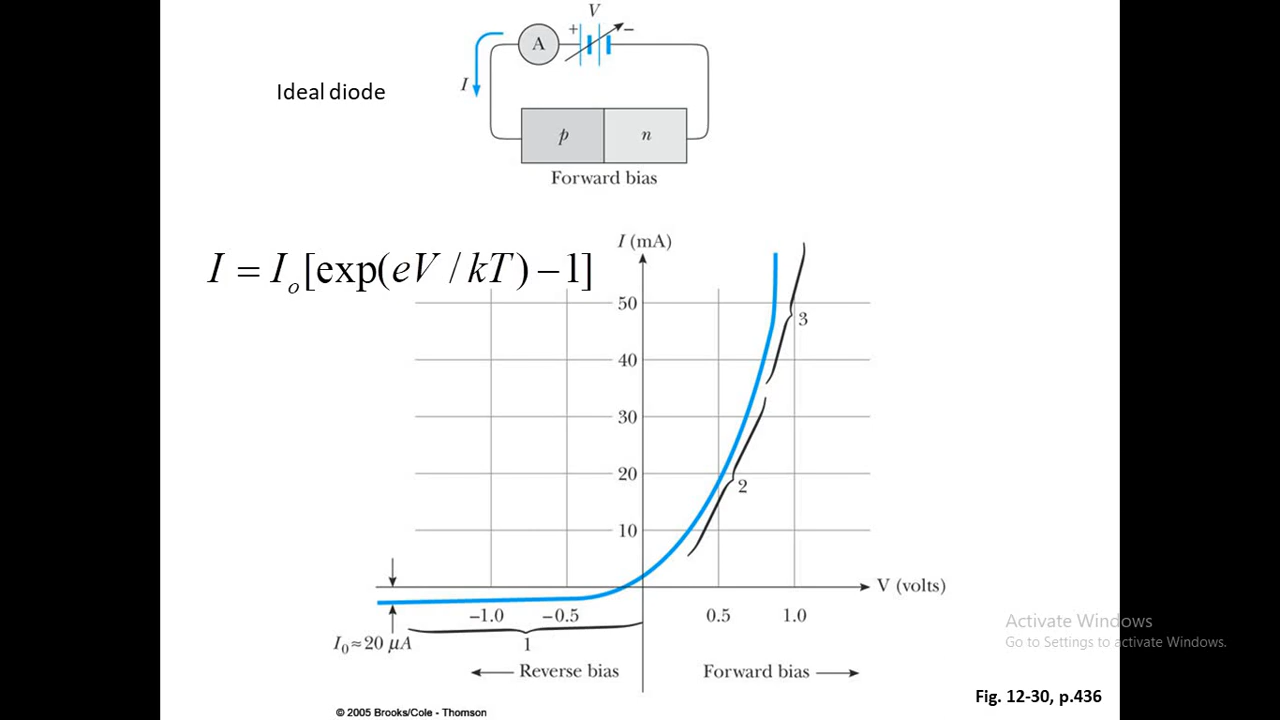 V
+ −
A
I
Ideal diode
p n
Forward bias
I (mA)
I = Io[exp(eV / kT) − 1]
50
3
40
30
20
2
10
V (volts)
−1.0 −0.5 0.5 1.0
I0≈20 μA
1
Reverse bias Forward bias
Activate Windows
Go to Settings to activate Windows.
Fig. 12-30, p.436
© 2005 Brooks/Cole - Thomson